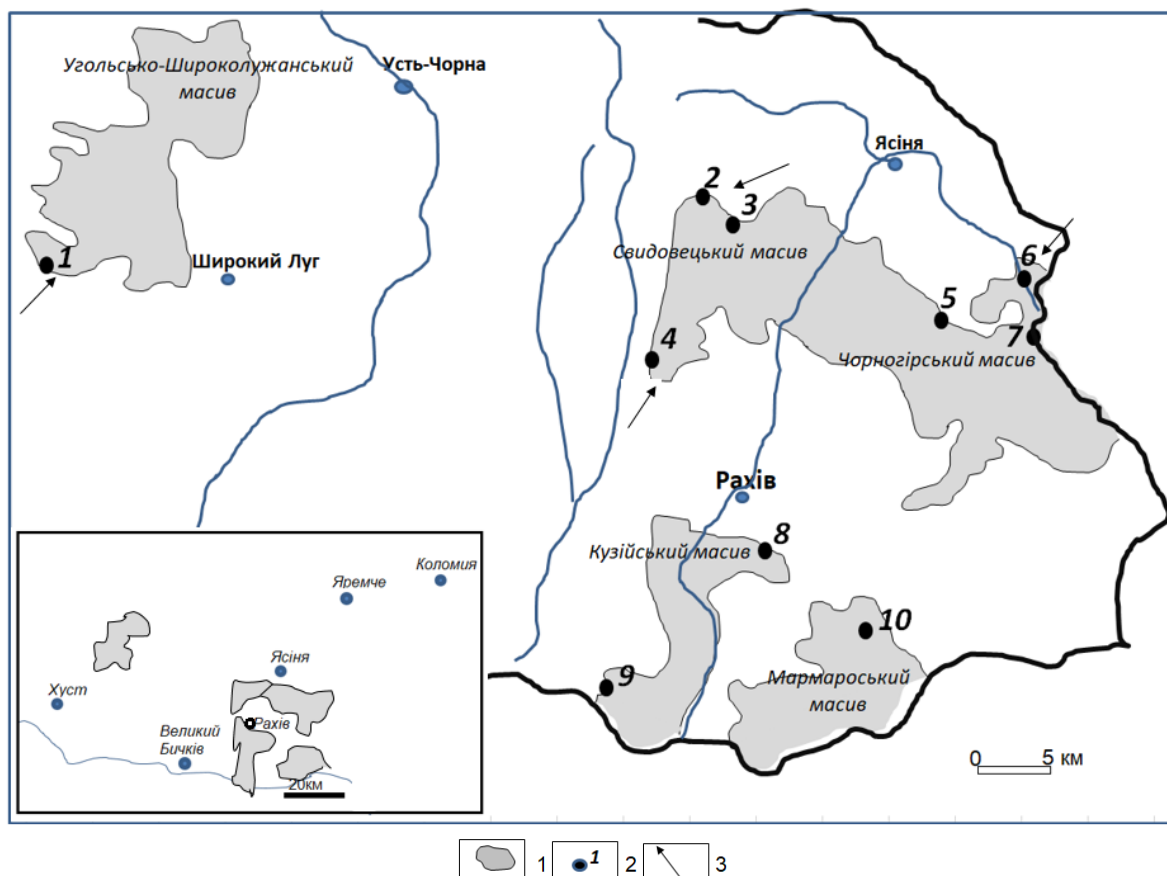 Угольсько-Широколужанський
масив
Усть-Чорна
Ясіня
2
3
1
Широкий Луг
Свидовецький масив
6
5
7
4
Чорногірський масив
Рахів
8
Кузійський масив
10
9
Мармароський
масив
0 5 км
Коломия
Яремче
Ясіня
Хуст
Рахів
Великий
Бичків
20км
1 1 2 3